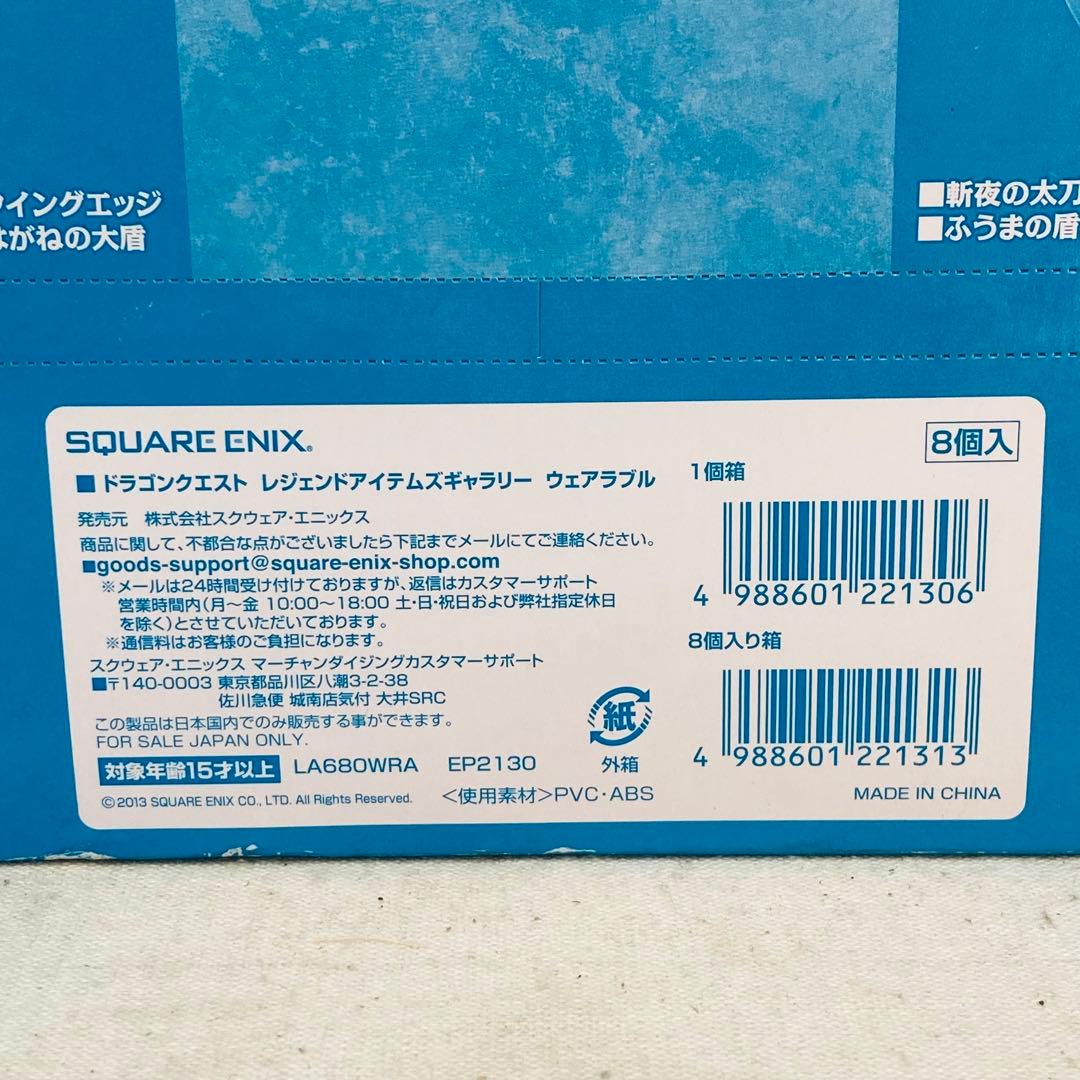 ウイングエッジ
はがねの大盾
■斬夜の太刀
■ふうまの盾
SQUARE ENIX®
8個入
■ドラゴンクエスト レジェンドアイテムズギャラリー ウェアラブル
発売元 株式会社スクウェア・エニックス
商品に関して、不都合な点がございましたら下記までメールにてご連絡ください。
■goods-support@square-enix-shop.com
※メールは24時間受け付けておりますが、返信はカスタマーサポート
営業時間内(月〜金 10:00〜18:00 土・日・祝日および弊社指定休日
を除く)とさせていただいております。
※通信料はお客様のご負担になります。
スクウェア・エニックス マーチャンダイジングカスタマーサポート
■〒140-0003 東京都品川区八潮3-2-38
佐川急便 城南店気付 大井SRC
この製品は日本国内でのみ販売する事ができます。
FOR SALE JAPAN ONLY.
対象年齢15才以上 LA680WRA EP2130
©2013 SQUARE ENIX CO., LTD. All Rights Reserved. <使用素材>PVC・ABS
紙
外箱
1個箱
4 988601 221306
8個入り箱
4 988601 221313
MADE IN CHINA